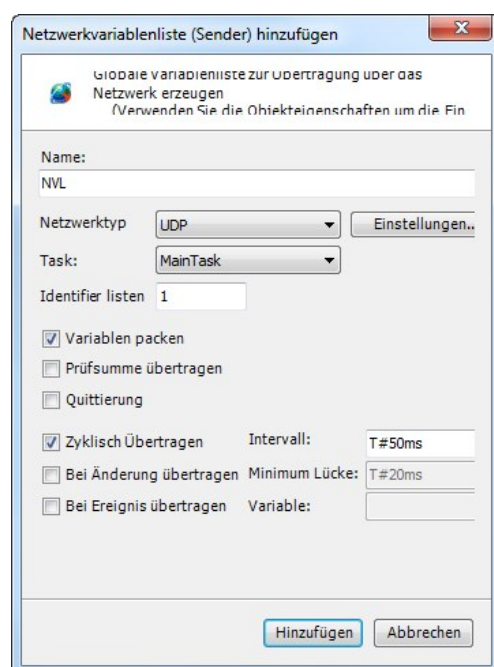 Netzwerkvariablenliste (Sender) hinzufügen
Globale Variablenliste zur Übertragung über das
Netzwerk erzeugen
(Verwenden Sie die Objekteigenschaften um die Ein
Name:
NVL
Netzwerktyp UDP Einstellungen..
Task: MainTask
Identifier listen 1
Variablen packen
Prüfsumme übertragen
Quittierung
Zyklisch Übertragen Intervall: T#50ms
Bei Änderung übertragen Minimum Lücke: T#20ms
Bei Ereignis übertragen Variable:
Hinzufügen Abbrechen